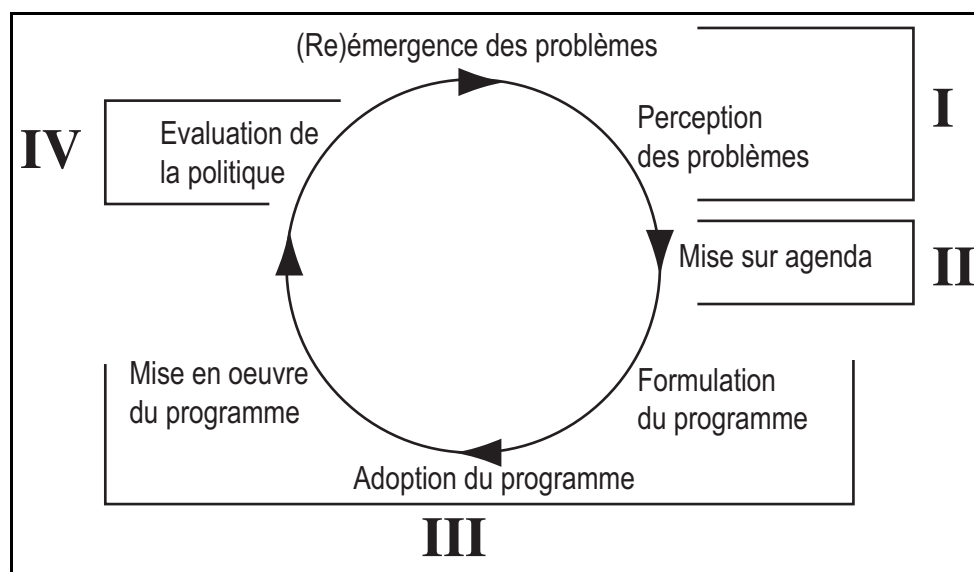 (Re)émergence des problèmes
I
Perception
des problèmes
IV
Evaluation de
la politique
Mise sur agenda
II
Mise en oeuvre
du programme
Formulation
du programme
Adoption du programme
III